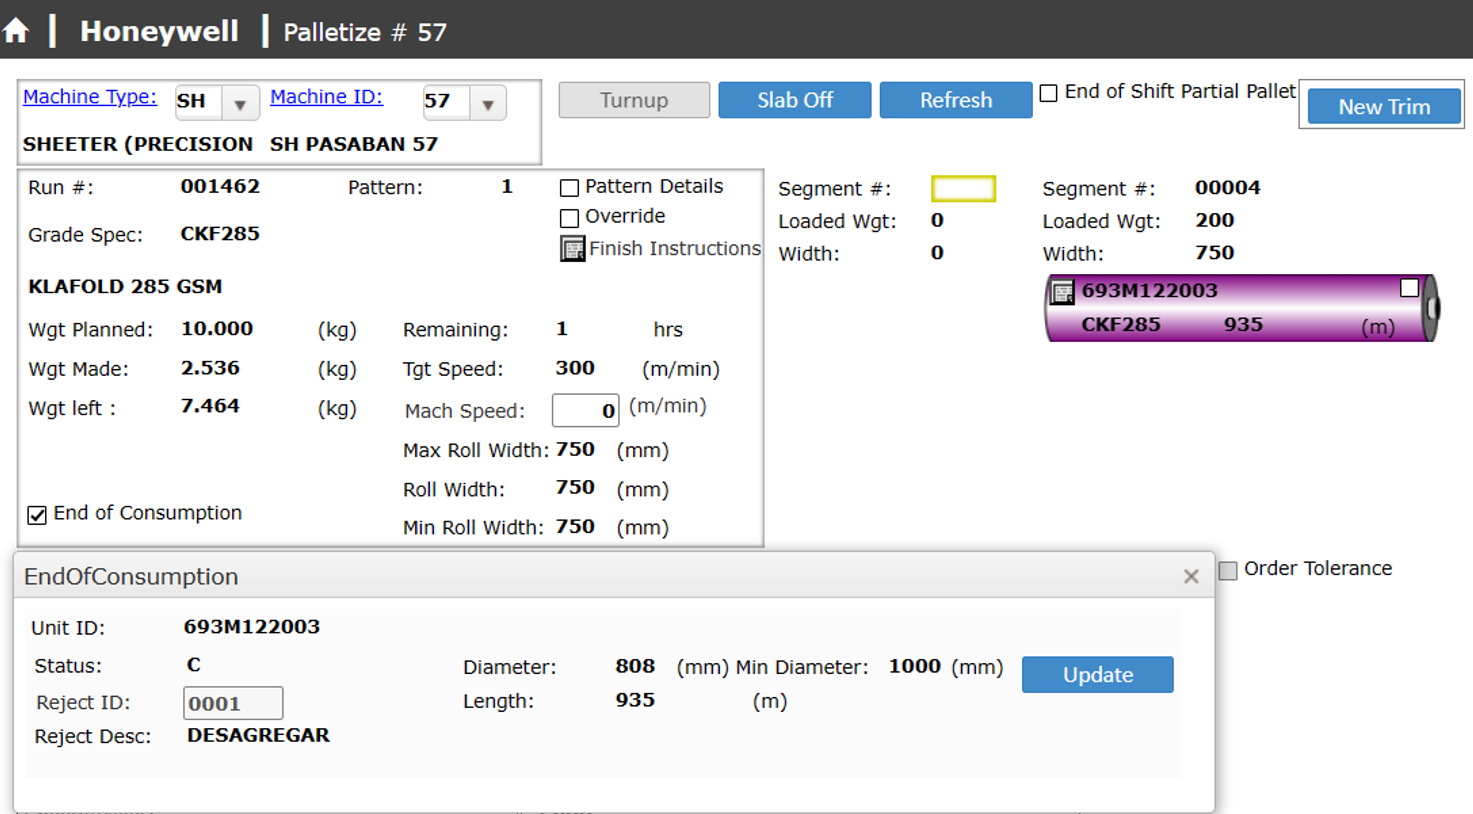 Honeywell | Palletize # 57
Machine Type: SH Machine ID: 57
SHEETER (PRECISION SH PASABAN 57
Turnup Slab Off Refresh End of Shift Partial Pallet New Trim
Run #: 001462 Pattern: 1 Pattern Details
Override
Grade Spec: CKF285
Finish Instructions
KLAFOLD 285 GSM
Wgt Planned: 10.000 (kg) Remaining: 1 hrs
Wgt Made: 2.536 (kg) Tgt Speed: 300 (m/min)
Wgt left : 7.464 (kg) Mach Speed: 0 (m/min)
Max Roll Width: 750 (mm)
Roll Width: 750 (mm)
End of Consumption
Min Roll Width: 750 (mm)
Segment #: Segment #: 00004
Loaded Wgt: 0 Loaded Wgt: 200
Width: 0 Width: 750
693M122003
CKF285 935 (m)
EndOfConsumption ×
Order Tolerance
Unit ID: 693M122003
Status: C Diameter: 808 (mm) Min Diameter: 1000 (mm) Update
Reject ID: 0001 Length: 935 (m)
Reject Desc: DESAGREGAR